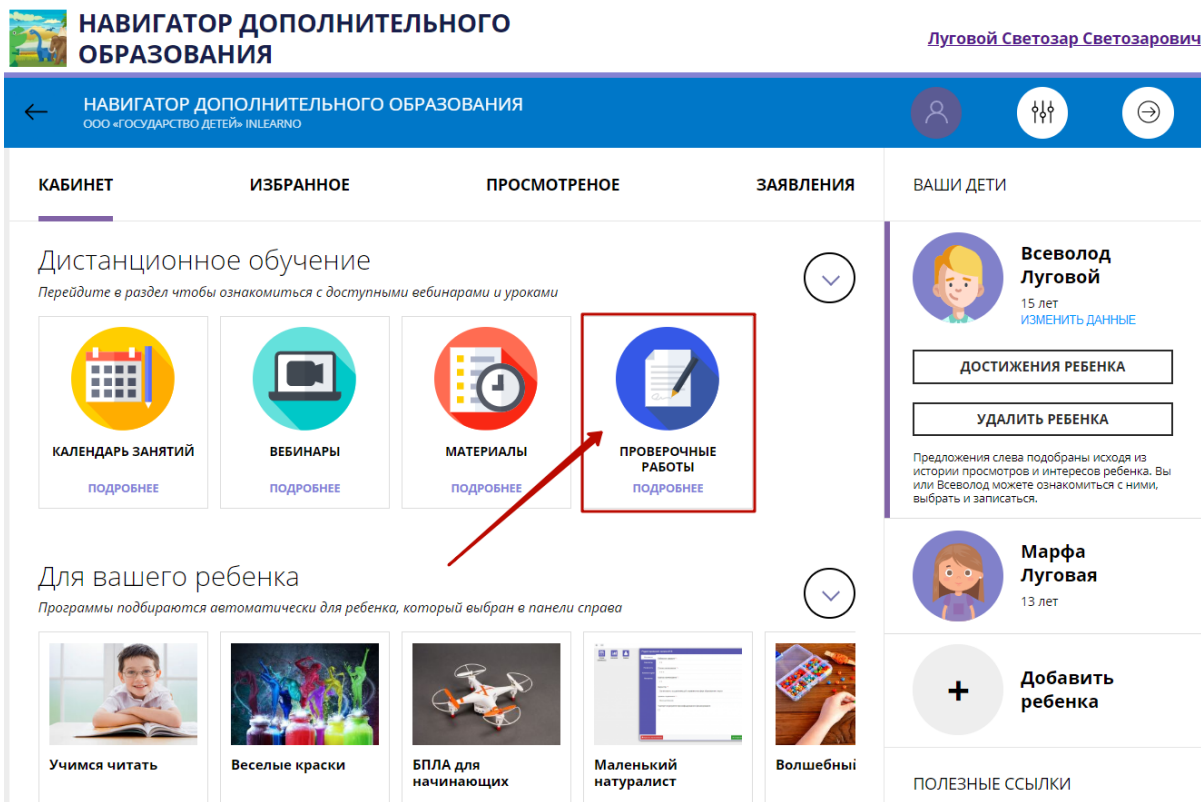 НАВИГАТОР ДОПОЛНИТЕЛЬНОГО
ОБРАЗОВАНИЯ
Луговой Светозар Светозарович
НАВИГАТОР ДОПОЛНИТЕЛЬНОГО ОБРАЗОВАНИЯ
ООО «ГОСУДАРСТВО ДЕТЕЙ» INLEARNO
КАБИНЕТ
ИЗБРАННОЕ
ПРОСМОТРЕНОЕ
ЗАЯВЛЕНИЯ
Дистанционное обучение
Перейдите в раздел чтобы ознакомиться с доступными вебинарами и уроками
КАЛЕНДАРЬ ЗАНЯТИЙ
ПОДРОБНЕЕ
ВЕБИНАРЫ
ПОДРОБНЕЕ
МАТЕРИАЛЫ
ПОДРОБНЕЕ
ПРОВЕРОЧНЫЕ
РАБОТЫ
ПОДРОБНЕЕ
Для вашего ребенка
Программы подбираются автоматически для ребенка, который выбран в панели справа
Учимся читать
Веселые краски
БПЛА для
начинающих
Маленький
натуралист
Волшебны
ВАШИ ДЕТИ
Всеволод
Луговой
15 лет
ИЗМЕНИТЬ ДАННЫЕ
ДОСТИЖЕНИЯ РЕБЕНКА
УДАЛИТЬ РЕБЕНКА
Предложения слева подобраны исходя из
истории просмотров и интересов ребенка. Вы
или Всеволод можете ознакомиться с ними,
выбрать и записаться.
Марфа
Луговая
13 лет
+
Добавить
ребенка
ПОЛЕЗНЫЕ ССЫЛКИ